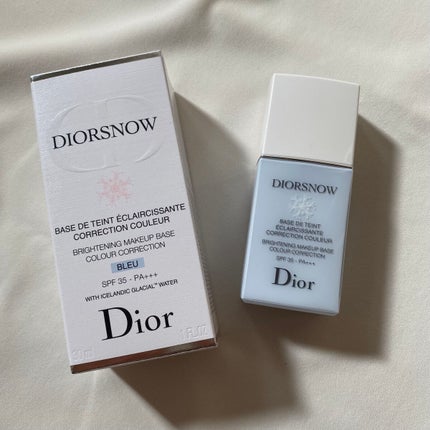 DIORSNOW
BASE DE TEINT ÉCLAIRCISSANTE
CORRECTION COULEUR
BRIGHTENING MAKEUP BASE
COLOUR CORRECTION
BLEU
SPF 35 - PA+++
WITH ICELANDIC GLACIAL™ WATER
Dior
DIORSNOW
BASE DE TEINT
ÉCLAIRCISSANTE
CORRECTION COULEUR
BRIGHTENING MAKEUP BASE
COLOUR CORRECTION
SPF 35 - PA+++
Dior